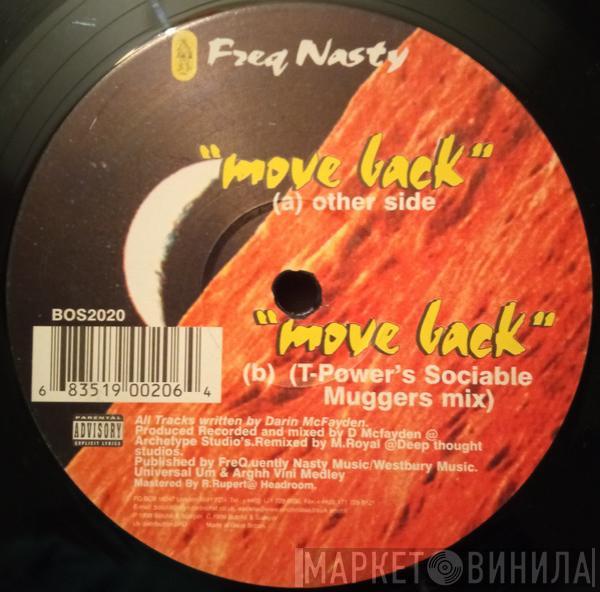 Freq Nasty
"move back"
(a) other side
BOS2020
"move back"
(b) (T-Power's Sociable
Muggers mix)
6 83519 00206 4
PARENTAL
ADVISORY
EXPLICIT LYRICS
All Tracks written by Darin McFayden.
Produced Recorded and mixed by D Mcfayden @
Archetype Studio's.Remixed by M.Royal @Deep thought
studios.
Published by FreQ.uently Nasty Music/Westbury Music.
Universal Um & Arghh Vini Medley
Mastered By R.Rupert@ Headroom.
Made in Great Britain
МАРКЕТ ВИНИЛА